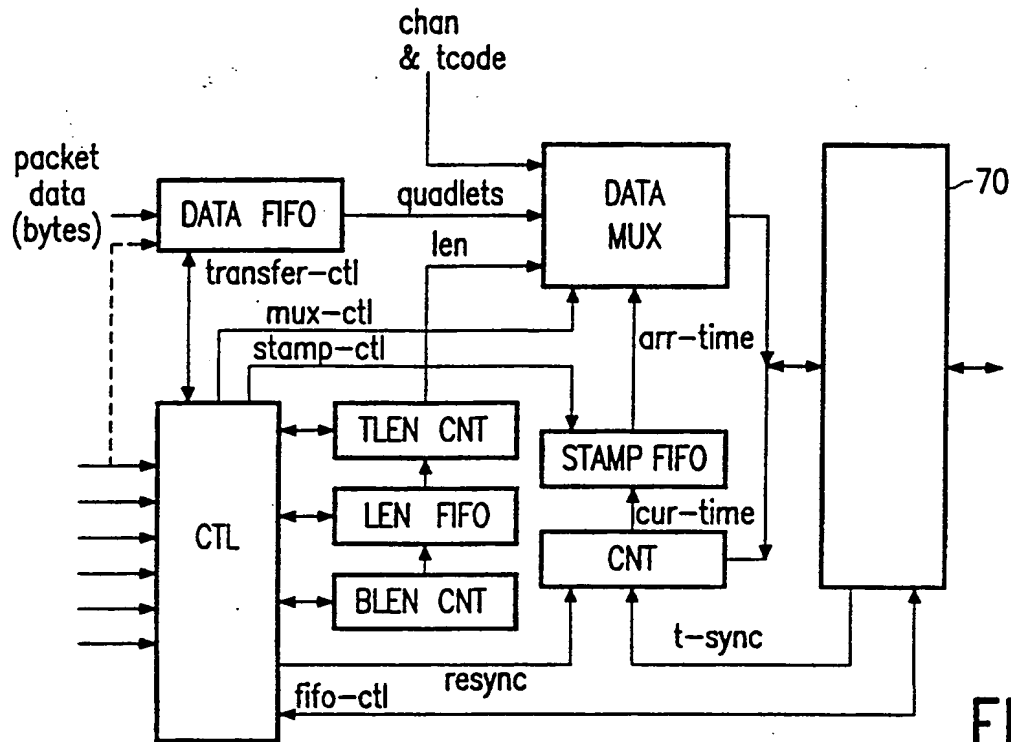 chan
& tcode
packet
data
(bytes)
DATA FIFO
quadlets
DATA
MUX
70
len
transfer-ctl
mux-ctl
stamp-ctl
arr-time
TLEN CNT
STAMP FIFO
LEN FIFO
cur-time
CTL
CNT
BLEN CNT
t-sync
resync
fifo-ctl